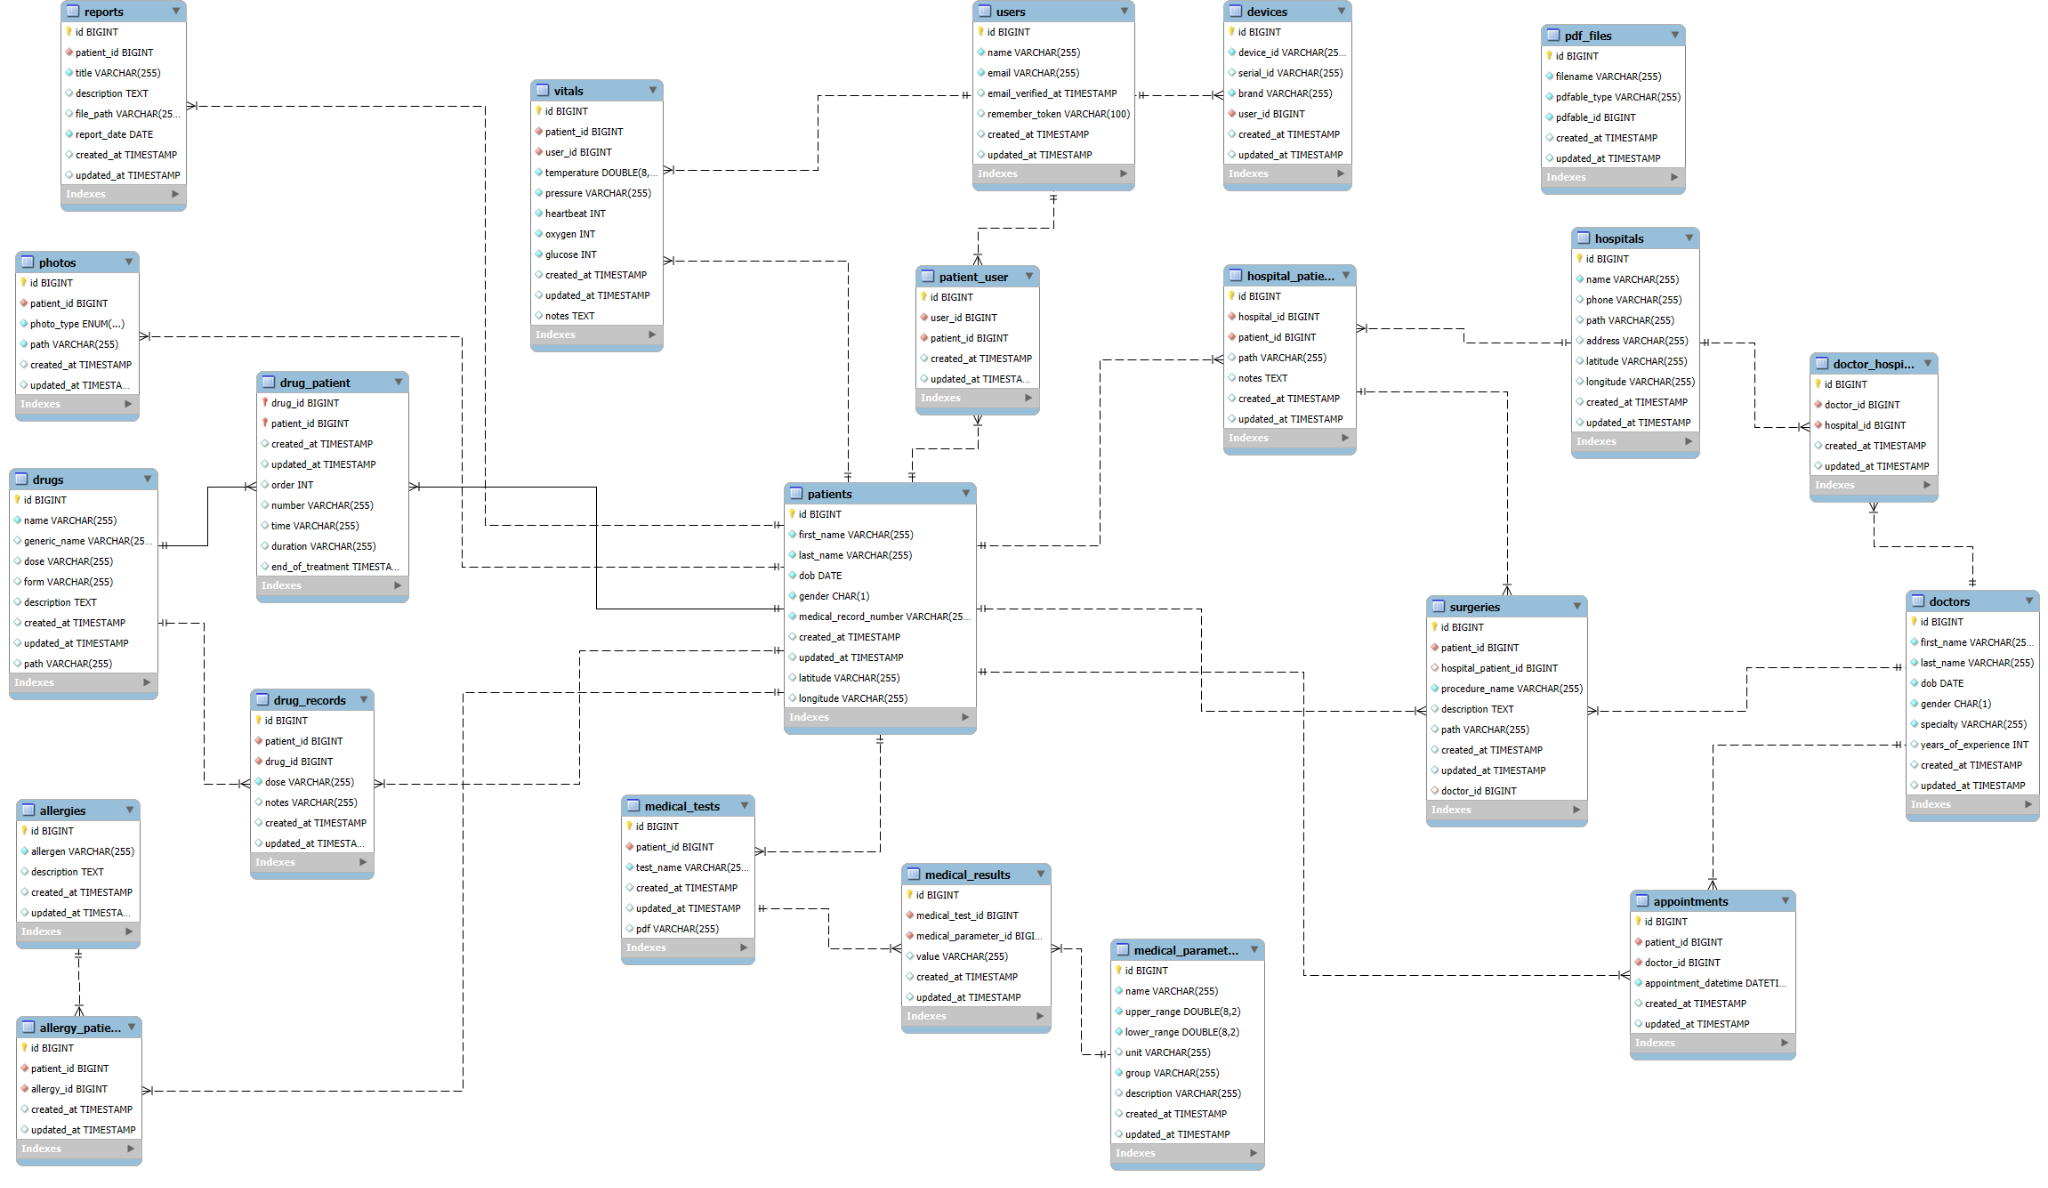 reports
id BIGINT
patient_id BIGINT
title VARCHAR(255)
description TEXT
file_path VARCHAR(25...
report_date DATE
created_at TIMESTAMP
updated_at TIMESTAMP
Indexes
vitals
id BIGINT
patient_id BIGINT
user_id BIGINT
temperature DOUBLE(8,...
pressure VARCHAR(255)
heartbeat INT
oxygen INT
glucose INT
created_at TIMESTAMP
updated_at TIMESTAMP
notes TEXT
Indexes
users
id BIGINT
name VARCHAR(255)
email VARCHAR(255)
email_verified_at TIMESTAMP
remember_token VARCHAR(100)
created_at TIMESTAMP
updated_at TIMESTAMP
Indexes
devices
id BIGINT
device_id VARCHAR(25...
serial_id VARCHAR(255)
brand VARCHAR(255)
user_id BIGINT
created_at TIMESTAMP
updated_at TIMESTAMP
Indexes
pdf_files
id BIGINT
filename VARCHAR(255)
pdfable_type VARCHAR(255)
pdfable_id BIGINT
created_at TIMESTAMP
updated_at TIMESTAMP
Indexes
photos
id BIGINT
patient_id BIGINT
photo_type ENUM(...)
path VARCHAR(255)
created_at TIMESTAMP
updated_at TIMESTA...
Indexes
drug_patient
drug_id BIGINT
patient_id BIGINT
created_at TIMESTAMP
updated_at TIMESTAMP
order INT
number VARCHAR(255)
time VARCHAR(255)
duration VARCHAR(255)
end_of_treatment TIMESTA...
Indexes
patient_user
id BIGINT
user_id BIGINT
patient_id BIGINT
created_at TIMESTAMP
updated_at TIMESTA...
Indexes
hospital_patie...
id BIGINT
hospital_id BIGINT
patient_id BIGINT
path VARCHAR(255)
notes TEXT
created_at TIMESTAMP
updated_at TIMESTAMP
Indexes
hospitals
id BIGINT
name VARCHAR(255)
phone VARCHAR(255)
path VARCHAR(255)
address VARCHAR(255)
latitude VARCHAR(255)
longitude VARCHAR(255)
created_at TIMESTAMP
updated_at TIMESTAMP
Indexes
doctor_hospi...
id BIGINT
doctor_id BIGINT
hospital_id BIGINT
created_at TIMESTAMP
updated_at TIMESTAMP
Indexes
drugs
id BIGINT
name VARCHAR(255)
generic_name VARCHAR(25...
dose VARCHAR(255)
form VARCHAR(255)
description TEXT
created_at TIMESTAMP
updated_at TIMESTAMP
path VARCHAR(255)
Indexes
patients
id BIGINT
first_name VARCHAR(255)
last_name VARCHAR(255)
dob DATE
gender CHAR(1)
medical_record_number VARCHAR(25...
created_at TIMESTAMP
updated_at TIMESTAMP
latitude VARCHAR(255)
longitude VARCHAR(255)
Indexes
surgeries
id BIGINT
patient_id BIGINT
hospital_patient_id BIGINT
procedure_name VARCHAR(255)
description TEXT
path VARCHAR(255)
created_at TIMESTAMP
updated_at TIMESTAMP
doctor_id BIGINT
Indexes
doctors
id BIGINT
first_name VARCHAR(25...
last_name VARCHAR(255)
dob DATE
gender CHAR(1)
specialty VARCHAR(255)
years_of_experience INT
created_at TIMESTAMP
updated_at TIMESTAMP
Indexes
drug_records
id BIGINT
patient_id BIGINT
drug_id BIGINT
dose VARCHAR(255)
notes VARCHAR(255)
created_at TIMESTAMP
updated_at TIMESTA...
Indexes
allergies
id BIGINT
allergen VARCHAR(255)
description TEXT
created_at TIMESTAMP
updated_at TIMESTA...
Indexes
medical_tests
id BIGINT
patient_id BIGINT
test_name VARCHAR(25...
created_at TIMESTAMP
updated_at TIMESTAMP
pdf VARCHAR(255)
Indexes
medical_results
id BIGINT
medical_test_id BIGINT
medical_parameter_id BIGI...
value VARCHAR(255)
created_at TIMESTAMP
updated_at TIMESTAMP
Indexes
medical_paramet...
id BIGINT
name VARCHAR(255)
upper_range DOUBLE(8,2)
lower_range DOUBLE(8,2)
unit VARCHAR(255)
group VARCHAR(255)
description VARCHAR(255)
created_at TIMESTAMP
updated_at TIMESTAMP
Indexes
appointments
id BIGINT
patient_id BIGINT
doctor_id BIGINT
appointment_datetime DATETI...
created_at TIMESTAMP
updated_at TIMESTAMP
Indexes
allergy_patie...
id BIGINT
patient_id BIGINT
allergy_id BIGINT
created_at TIMESTAMP
updated_at TIMESTAMP
Indexes